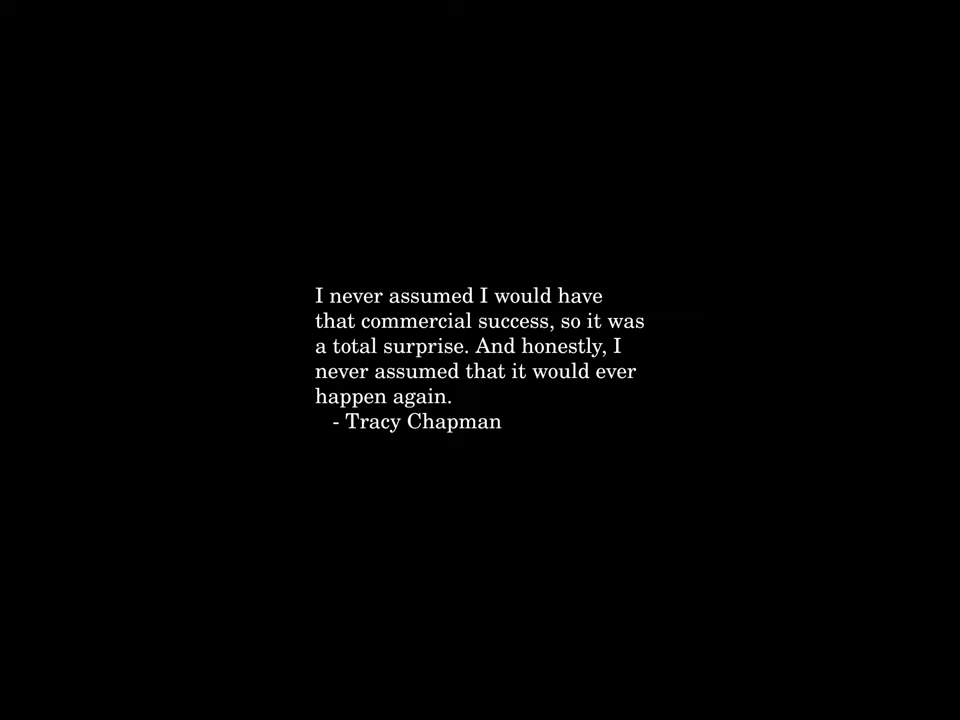 I never assumed I would have
that commercial success, so it was
a total surprise. And honestly, I
never assumed that it would ever
happen again.
- Tracy Chapman